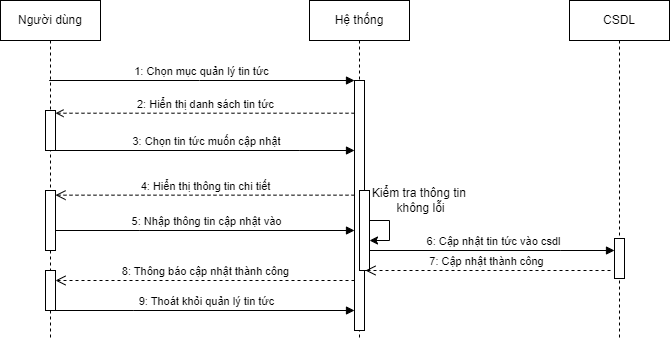 Người dùng
Hệ thống
CSDL
1: Chọn mục quản lý tin tức
2: Hiển thị danh sách tin tức
3: Chọn tin tức muốn cập nhật
4: Hiển thị thông tin chi tiết
Kiểm tra thông tin
không lỗi
5: Nhập thông tin cập nhật vào
6: Cập nhật tin tức vào csdl
7: Cập nhật thành công
8: Thông báo cập nhật thành công
9: Thoát khỏi quản lý tin tức